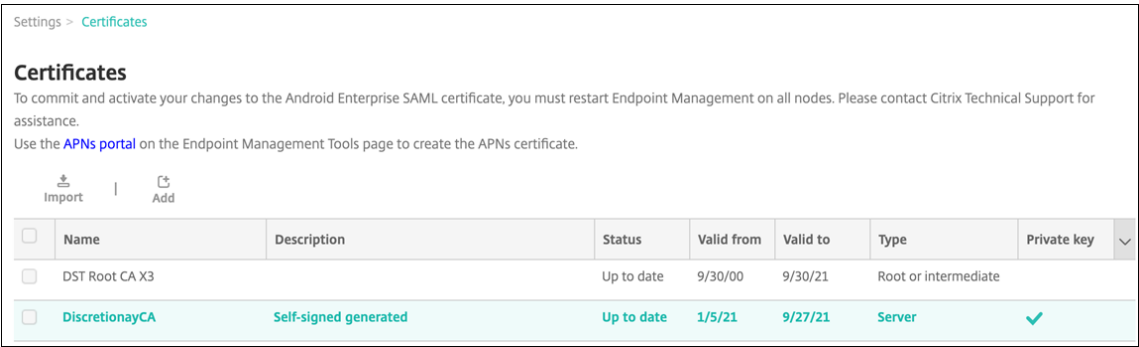 Settings > Certificates
Certificates
To commit and activate your changes to the Android Enterprise SAML certificate, you must restart Endpoint Management on all nodes. Please contact Citrix Technical Support for
assistance.
Use the APNs portal on the Endpoint Management Tools page to create the APNs certificate.
Import | Add
Name Description Status Valid from Valid to Type Private key
DST Root CA X3 Up to date 9/30/00 9/30/21 Root or intermediate
DiscretionayCA Self-signed generated Up to date 1/5/21 9/27/21 Server